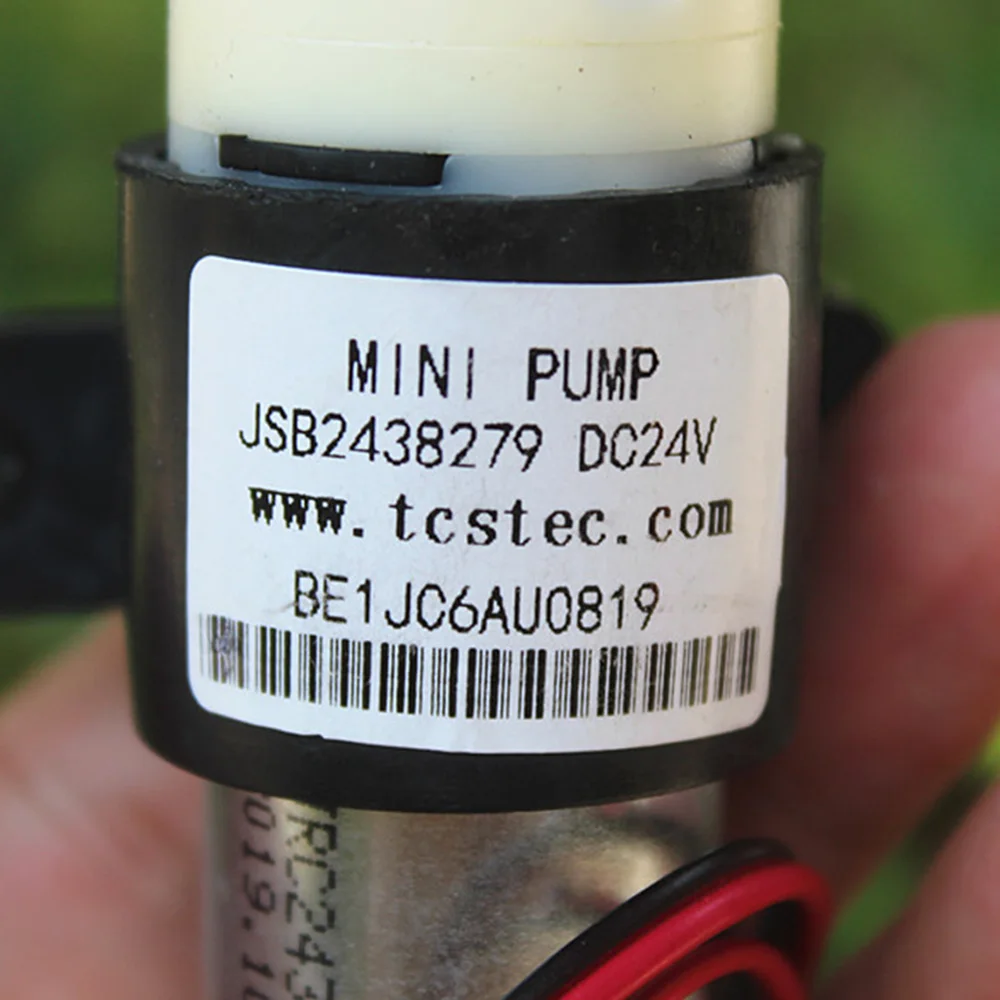 MINI PUMP
JSB2438279 DC24V
www.tcstec.com
BE1JC6AU0819